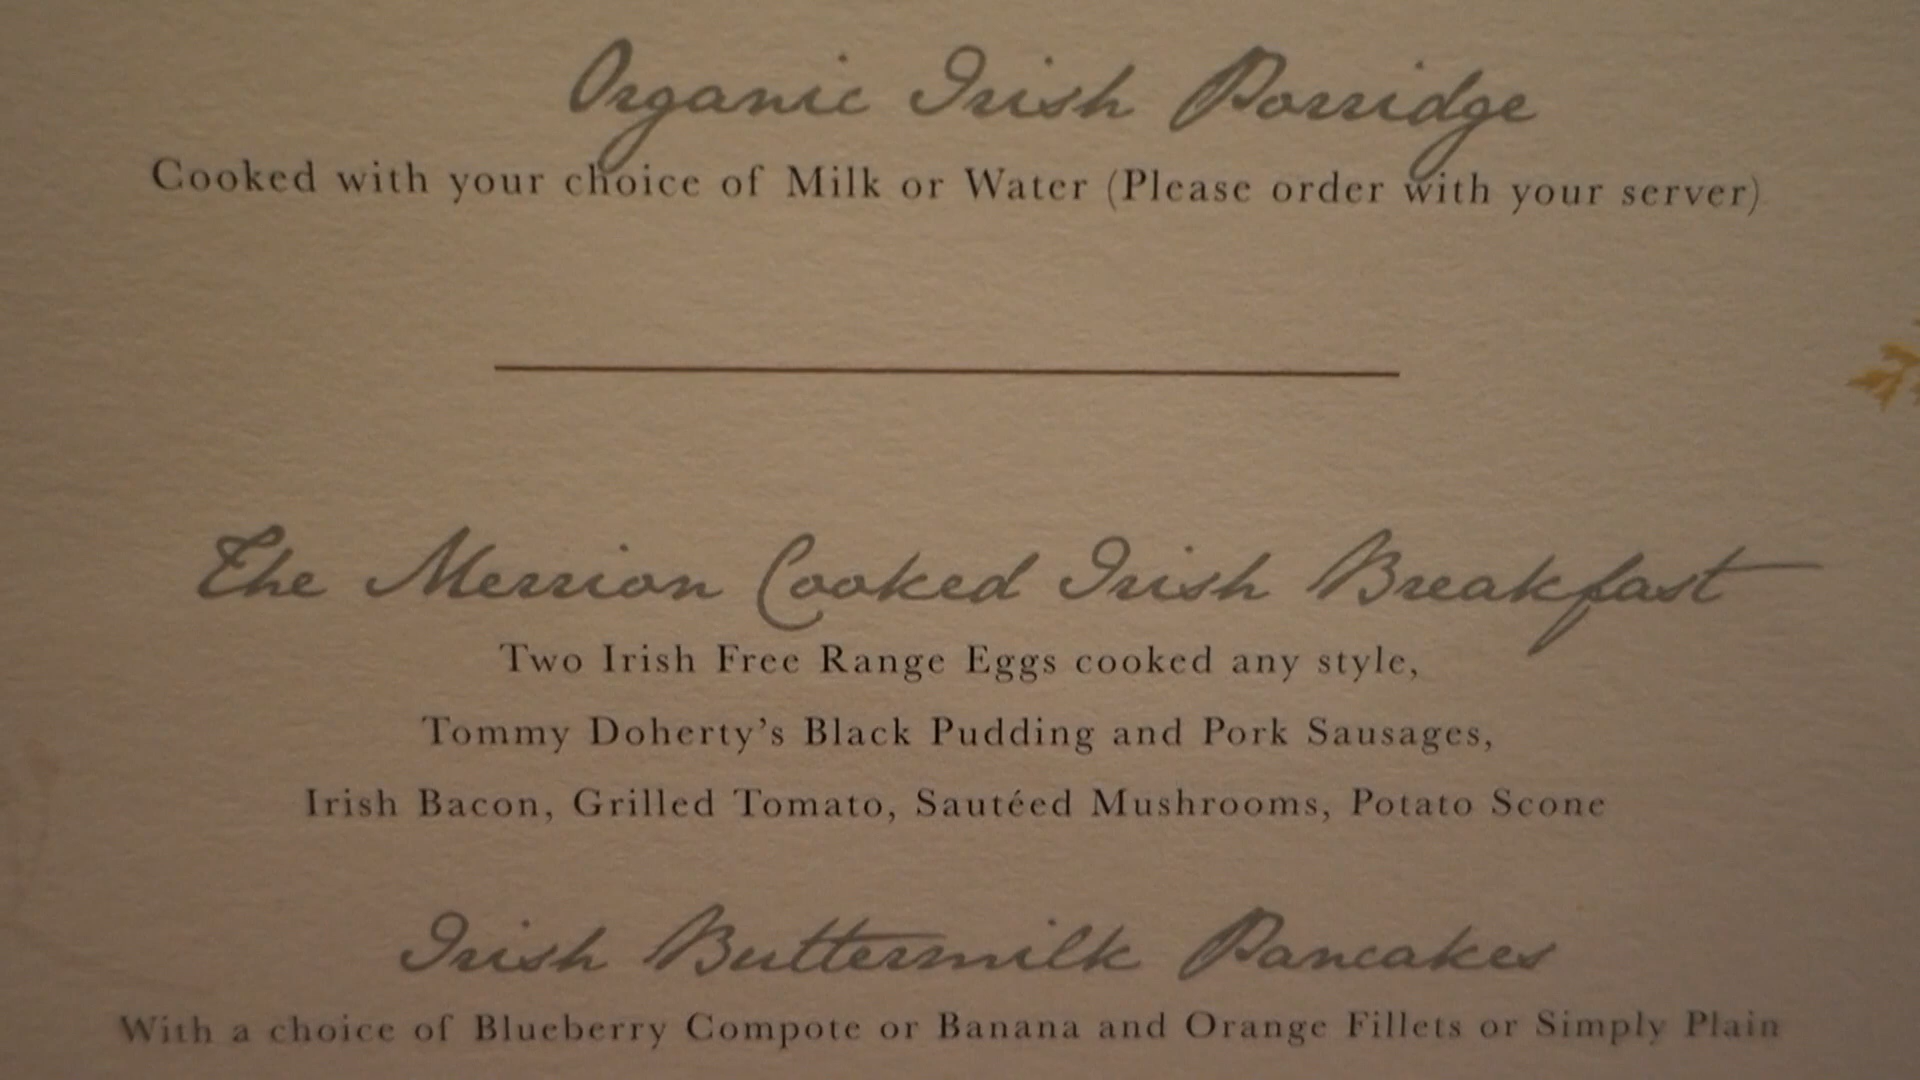 Organic Irish Porridge
Cooked with your choice of Milk or Water (Please order with your server)
The Merrion Cooked Irish Breakfast
Two Irish Free Range Eggs cooked any style,
Tommy Doherty’s Black Pudding and Pork Sausages,
Irish Bacon, Grilled Tomato, Sautéed Mushrooms, Potato Scone
Irish Buttermilk Pancakes
With a choice of Blueberry Compote or Banana and Orange Fillets or Simply Plain